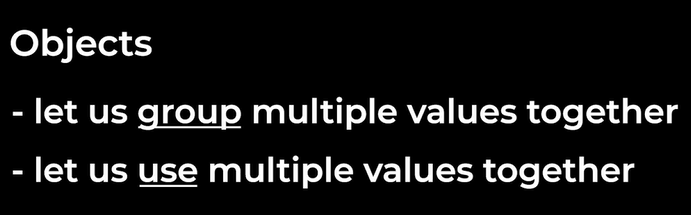 Objects
- let us group multiple values together
- let us use multiple values together